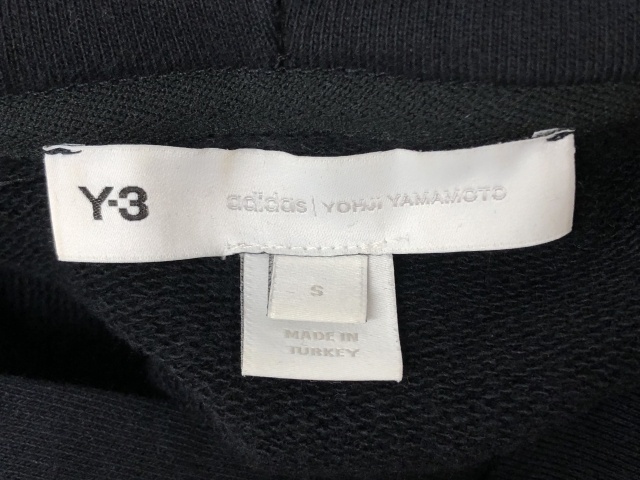 Y-3 adidas | YOHJI YAMAMOTO
S
MADE IN
TURKEY